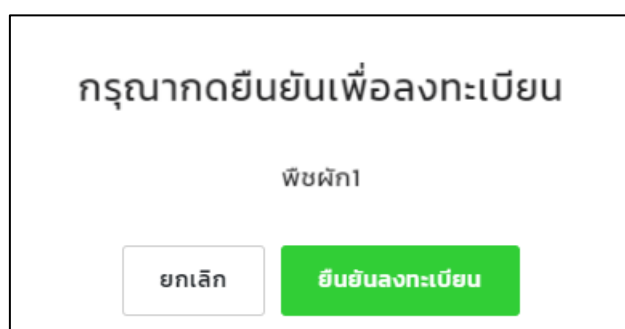 กรุณากดยืนยันเพื่อลงทะเบียน
พืชผัก1
ยกเลิก
ยืนยันลงทะเบียน